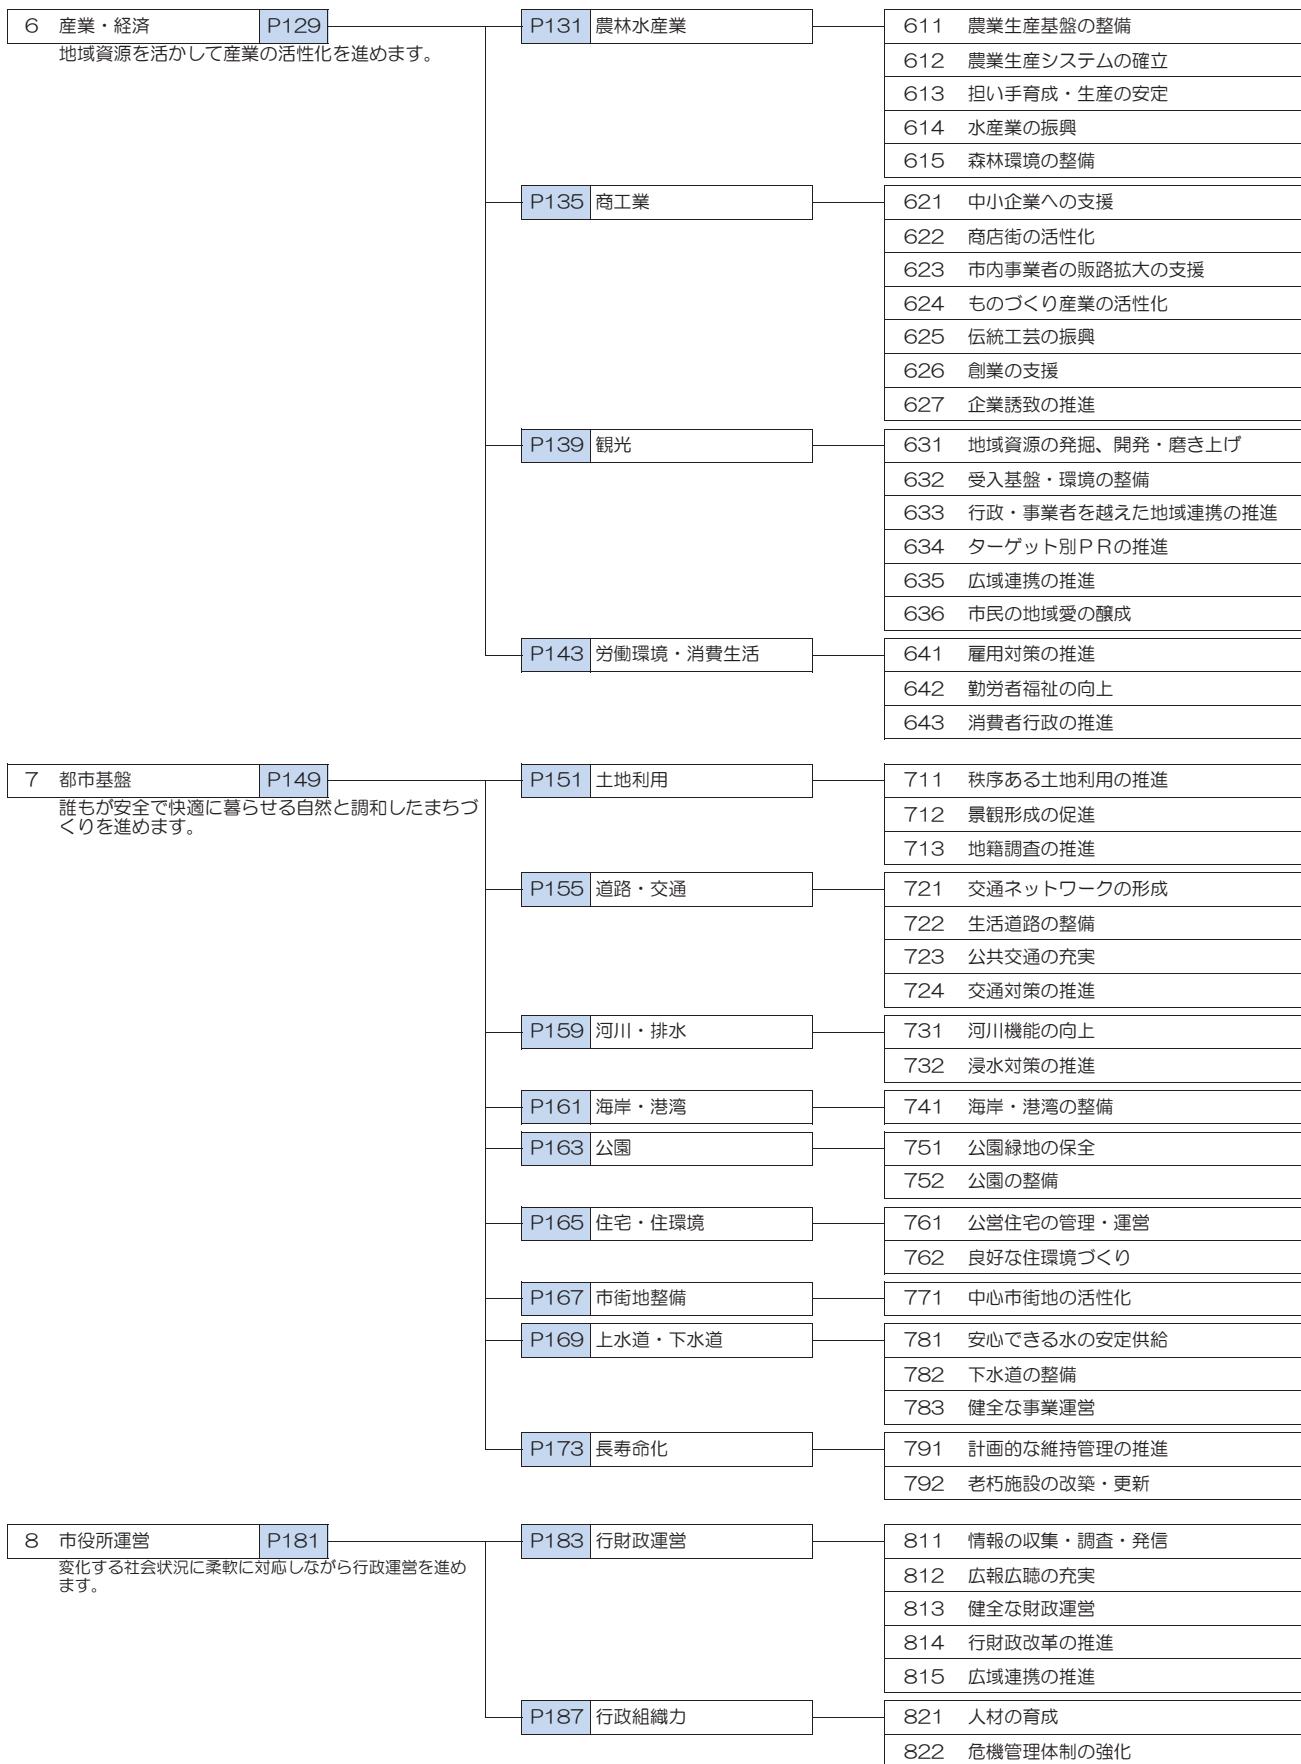 6 産業・経済 P129
地域資源を活かして産業の活性化を進めます。
P131 農林水産業
611 農業生産基盤の整備
612 農業生産システムの確立
613 担い手育成・生産の安定
614 水産業の振興
615 森林環境の整備
P135 商工業
621 中小企業への支援
622 商店街の活性化
623 市内事業者の販路拡大の支援
624 ものづくり産業の活性化
625 伝統工芸の振興
626 創業の支援
627 企業誘致の推進
P139 観光
631 地域資源の発掘、開発・磨き上げ
632 受入基盤・環境の整備
633 行政・事業者を越えた地域連携の推進
634 ターゲット別ＰＲの推進
635 広域連携の推進
636 市民の地域愛の醸成
P143 労働環境・消費生活
641 雇用対策の推進
642 勤労者福祉の向上
643 消費者行政の推進
7 都市基盤 P149
誰もが安全で快適に暮らせる自然と調和したまちづ
くりを進めます。
P151 土地利用
711 秩序ある土地利用の推進
712 景観形成の促進
713 地籍調査の推進
P155 道路・交通
721 交通ネットワークの形成
722 生活道路の整備
723 公共交通の充実
724 交通対策の推進
P159 河川・排水
731 河川機能の向上
732 浸水対策の推進
P161 海岸・港湾
741 海岸・港湾の整備
P163 公園
751 公園緑地の保全
752 公園の整備
P165 住宅・住環境
761 公営住宅の管理・運営
762 良好な住環境づくり
P167 市街地整備
771 中心市街地の活性化
P169 上水道・下水道
781 安心できる水の安定供給
782 下水道の整備
783 健全な事業運営
P173 長寿命化
791 計画的な維持管理の推進
792 老朽施設の改築・更新
8 市役所運営 P181
変化する社会状況に柔軟に対応しながら行政運営を進め
ます。
P183 行財政運営
811 情報の収集・調査・発信
812 広報広聴の充実
813 健全な財政運営
814 行財政改革の推進
815 広域連携の推進
P187 行政組織力
821 人材の育成
822 危機管理体制の強化